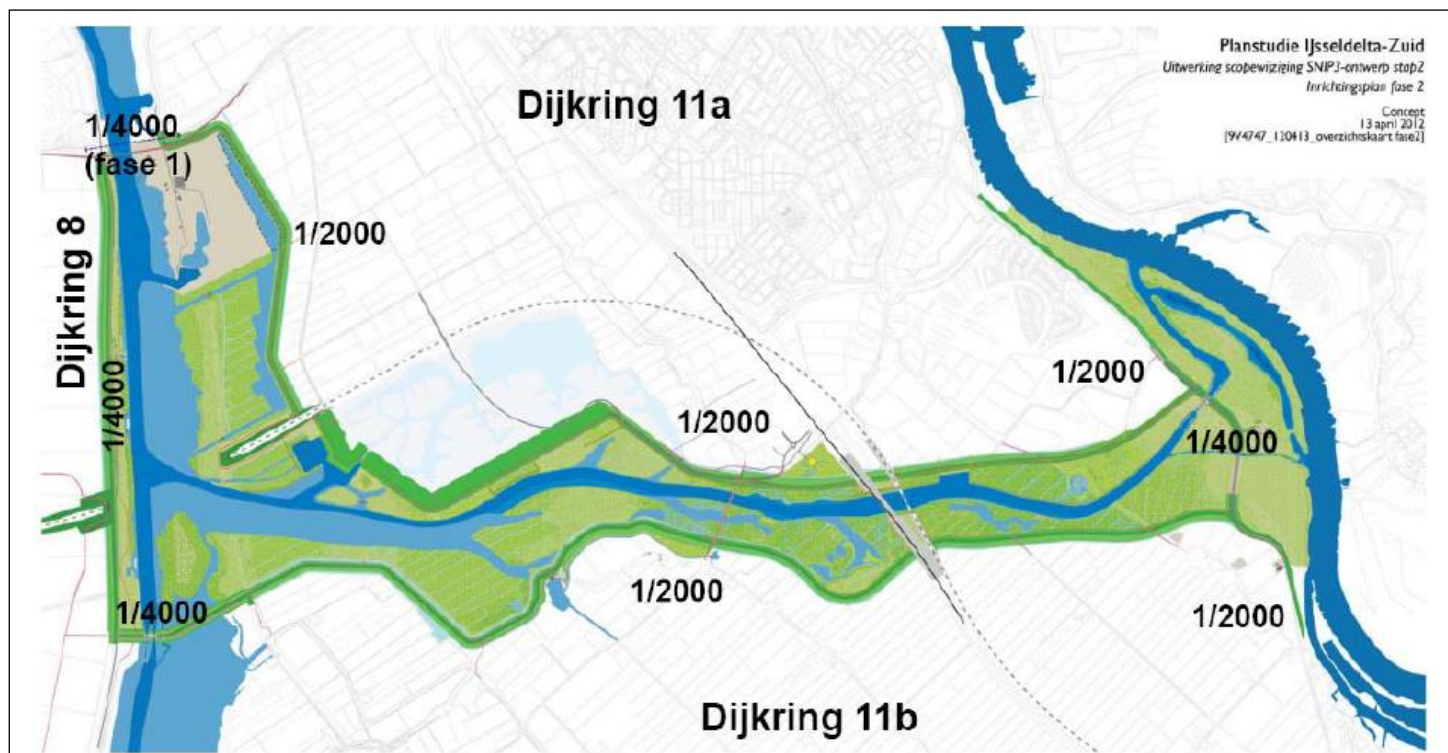 Planstudie IJsseldelta-Zuid
Uitwerking scopewijziging SNIP3-ontwerp stap2
Inrichtingsplan fase 2
Concept
13 april 2012
[9V4747_120413_overzichtskaart fase2]
Dijkring 11a
1/4000
(fase 1)
Dijkring 8
1/2000
1/4000
1/2000
1/2000
1/4000
1/4000
1/2000
1/2000
Dijkring 11b